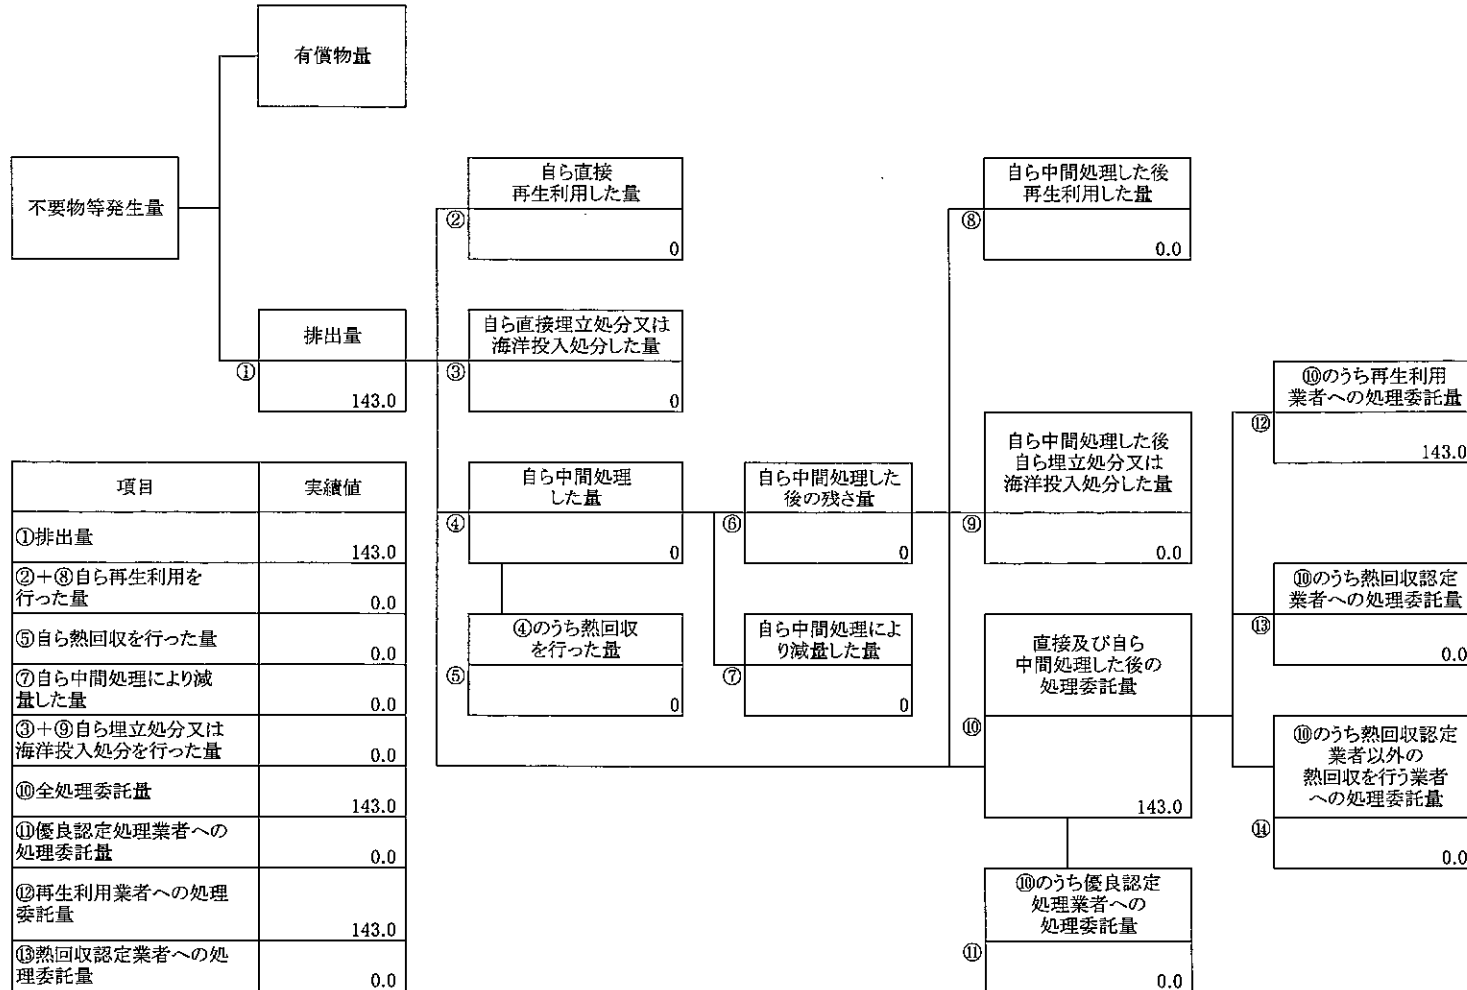 有償物量
不要物等発生量
排出量
①
143.0
自ら直接
再生利用した量
②
0
自ら直接埋立処分又は
海洋投入処分した量
③
0
自ら中間処理
した量
④
0
④のうち熱回収
を行った量
⑤
0
自ら中間処理した
後の残さ量
⑥
0
自ら中間処理によ
り減量した量
⑦
0
自ら中間処理した後
再生利用した量
⑧
0.0
自ら中間処理した後
自ら埋立処分又は
海洋投入処分した量
⑨
0.0
直接及び自ら
中間処理した後の
処理委託量
⑩
143.0
⑩のうち優良認定
処理業者への
処理委託量
⑪
0.0
⑩のうち再生利用
業者への処理委託量
⑫
143.0
⑩のうち熱回収認定
業者への処理委託量
⑬
0.0
⑩のうち熱回収認定
業者以外の
熱回収を行う業者
への処理委託量
⑭
0.0
項目 実績値
①排出量
143.0
②+⑧自ら再生利用を
行った量
0.0
⑤自ら熱回収を行った量
0.0
⑦自ら中間処理により減
量した量
0.0
③+⑨自ら埋立処分又は
海洋投入処分を行った量
0.0
⑩全処理委託量
143.0
⑪優良認定処理業者への
処理委託量
0.0
⑫再生利用業者への処理
委託量
143.0
⑬熱回収認定業者への処
理委託量
0.0